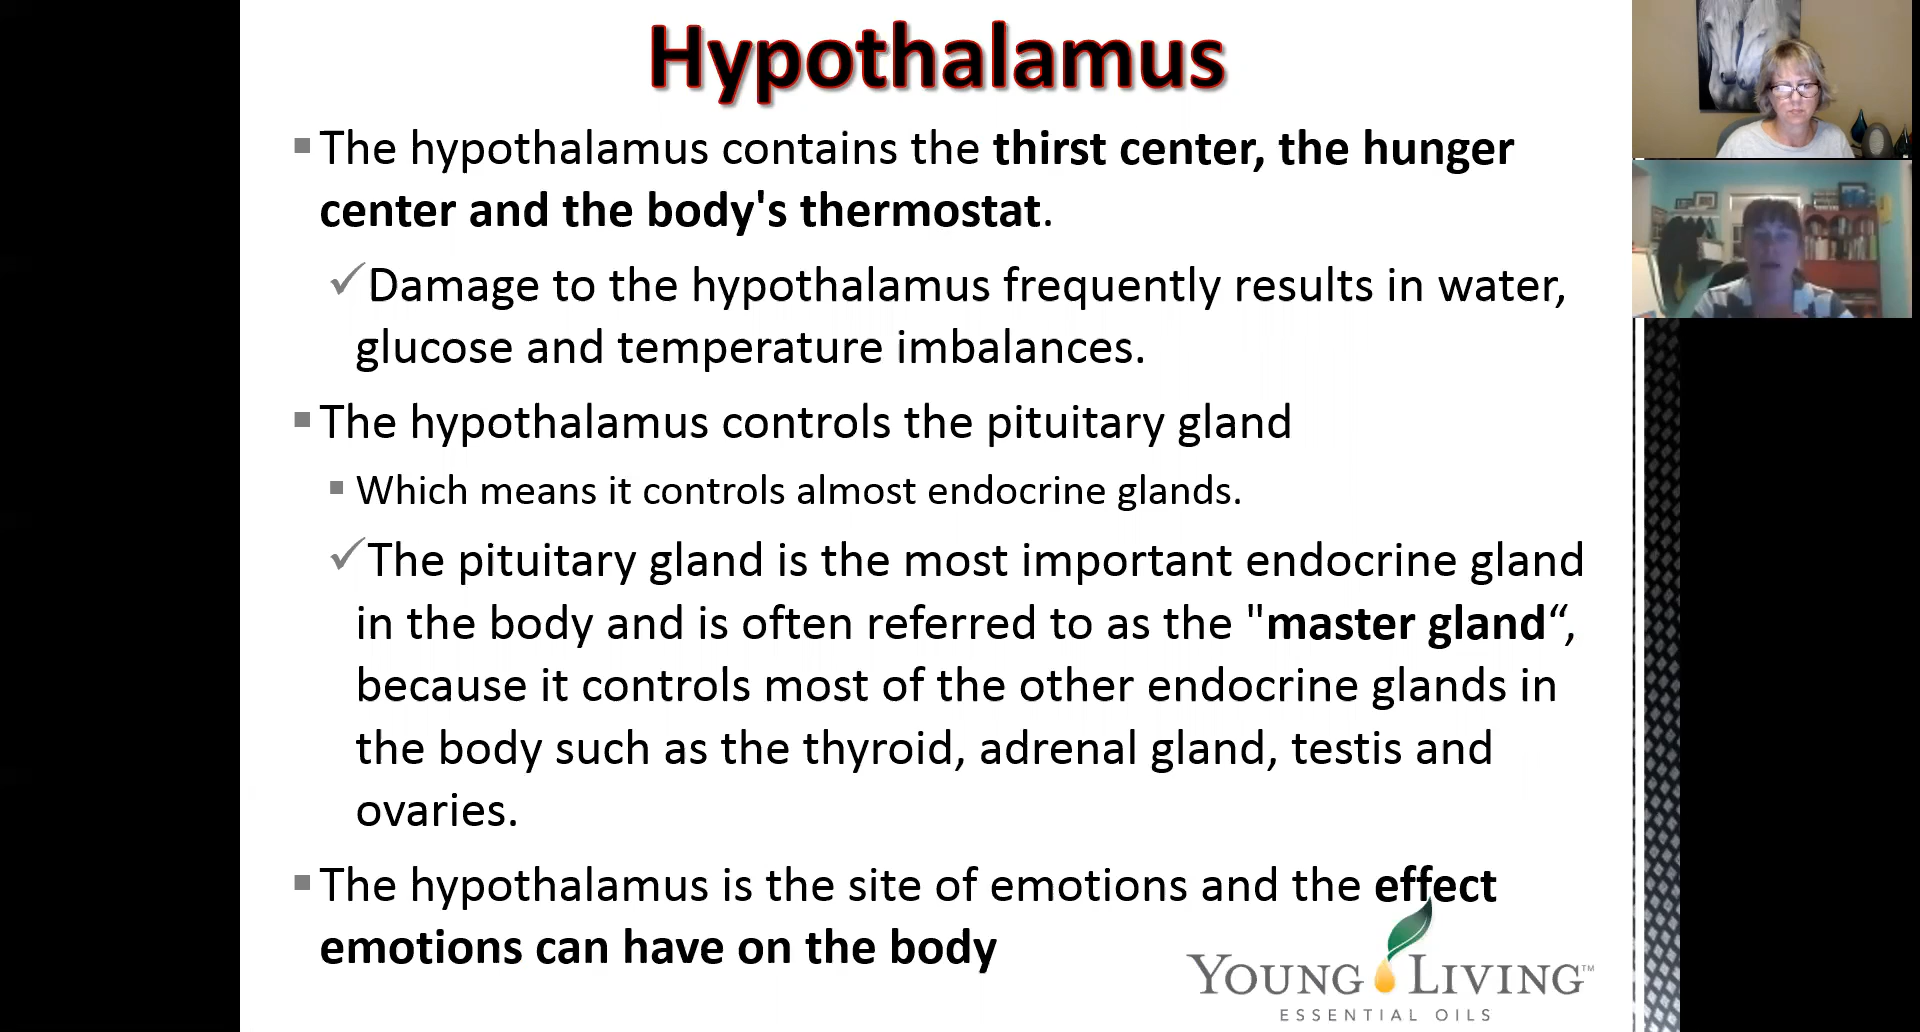 Hypothalamus
The hypothalamus contains the thirst center, the hunger
center and the body's thermostat.
Damage to the hypothalamus frequently results in water,
glucose and temperature imbalances.
The hypothalamus controls the pituitary gland
Which means it controls almost endocrine glands.
The pituitary gland is the most important endocrine gland
in the body and is often referred to as the "master gland“,
because it controls most of the other endocrine glands in
the body such as the thyroid, adrenal gland, testis and
ovaries.
The hypothalamus is the site of emotions and the effect
emotions can have on the body
YOUNG LIVING™
ESSENTIAL OILS